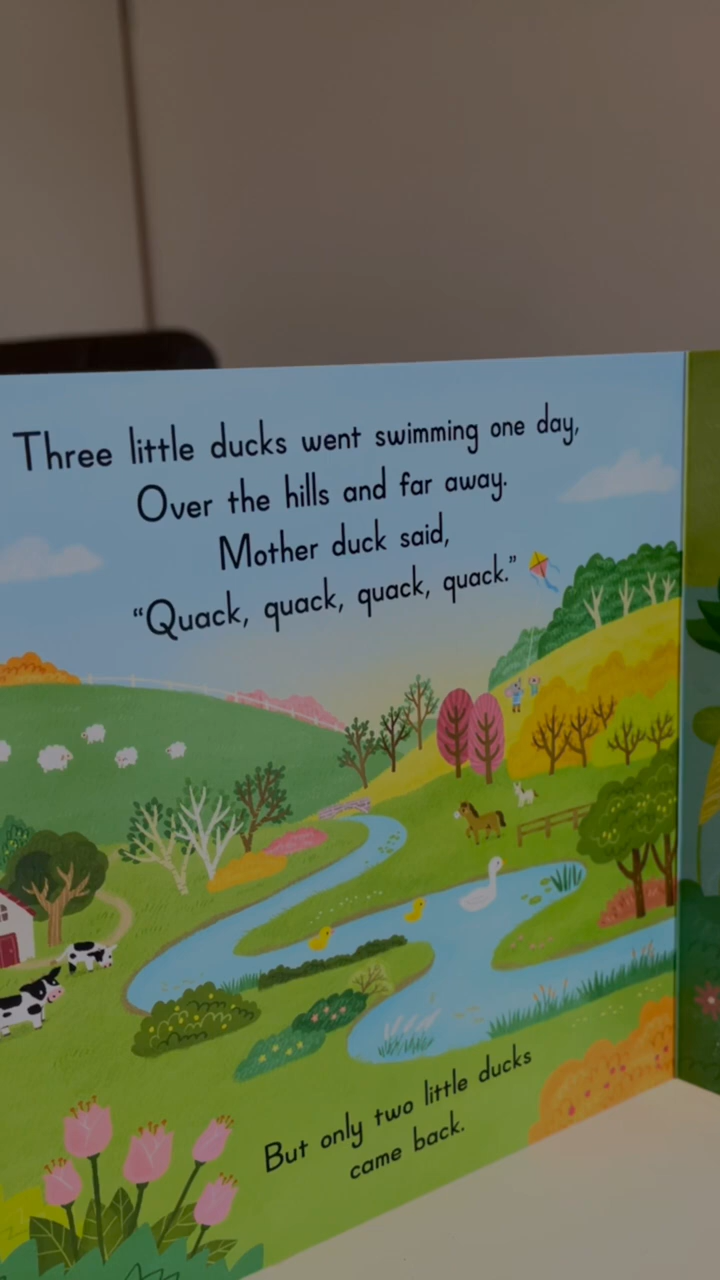 Three little ducks went swimming one day,
Over the hills and far away.
Mother duck said,
“Quack, quack, quack, quack.”
But only two little ducks
came back.